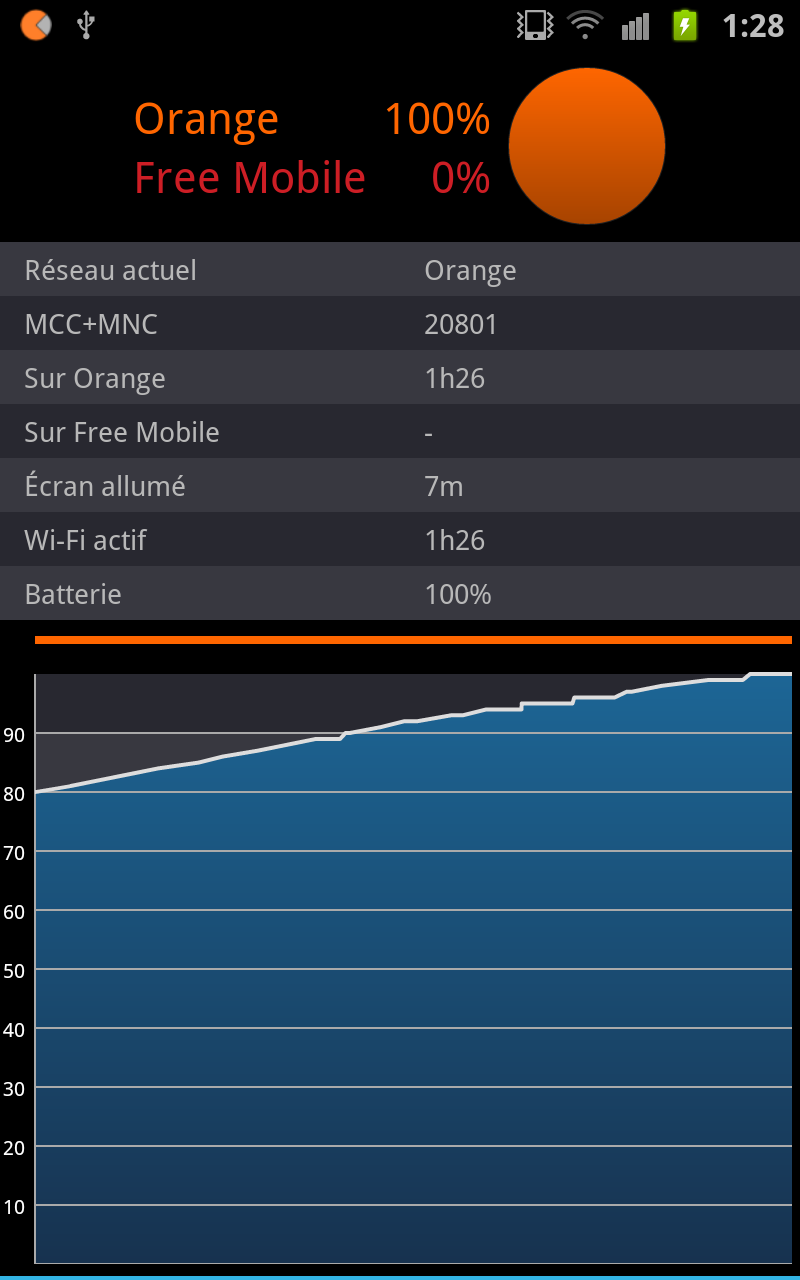 1:28
Orange 100%
Free Mobile 0%
Réseau actuel Orange
MCC+MNC 20801
Sur Orange 1h26
Sur Free Mobile -
Écran allumé 7m
Wi-Fi actif 1h26
Batterie 100%
90
80
70
60
50
40
30
20
10